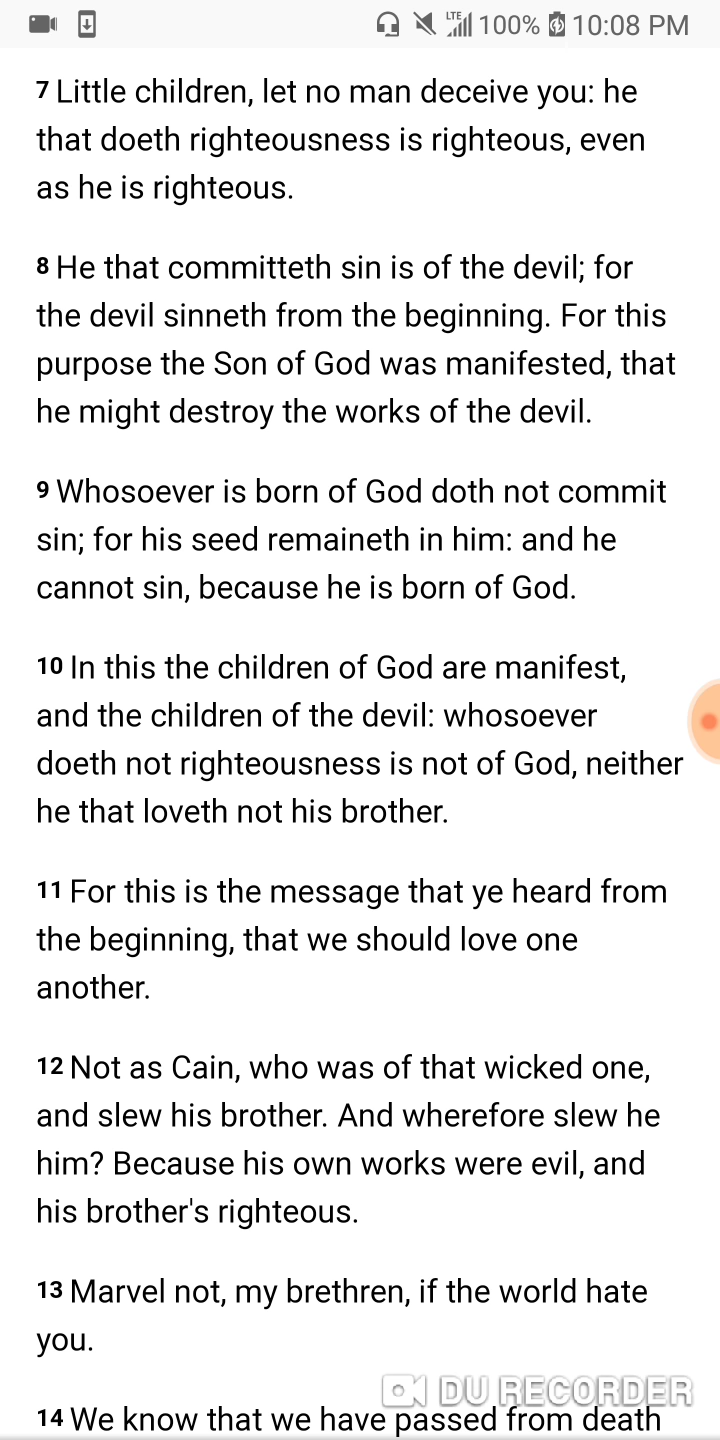 LTE 100% 10:08 PM
7 Little children, let no man deceive you: he
that doeth righteousness is righteous, even
as he is righteous.
8 He that committeth sin is of the devil; for
the devil sinneth from the beginning. For this
purpose the Son of God was manifested, that
he might destroy the works of the devil.
9 Whosoever is born of God doth not commit
sin; for his seed remaineth in him: and he
cannot sin, because he is born of God.
10 In this the children of God are manifest,
and the children of the devil: whosoever
doeth not righteousness is not of God, neither
he that loveth not his brother.
11 For this is the message that ye heard from
the beginning, that we should love one
another.
12 Not as Cain, who was of that wicked one,
and slew his brother. And wherefore slew he
him? Because his own works were evil, and
his brother's righteous.
13 Marvel not, my brethren, if the world hate
you.
DU RECORDER
14 We know that we have passed from death